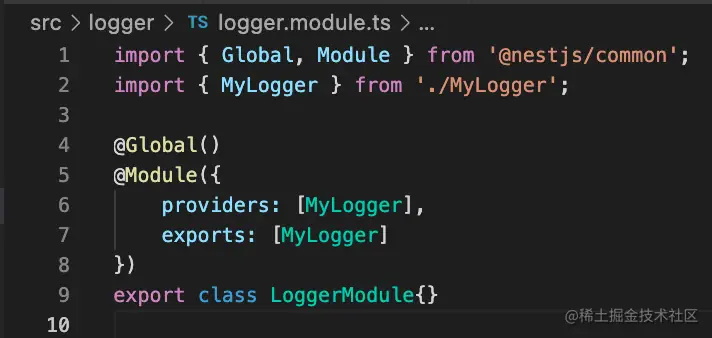 src > logger > TS logger.module.ts > ...
1 import { Global, Module } from '@nestjs/common';
2 import { MyLogger } from './MyLogger';
3
4 @Global()
5 @Module({
6     providers: [MyLogger],
7     exports: [MyLogger]
8 })
9 export class LoggerModule{}
10
@稀土掘金技术社区